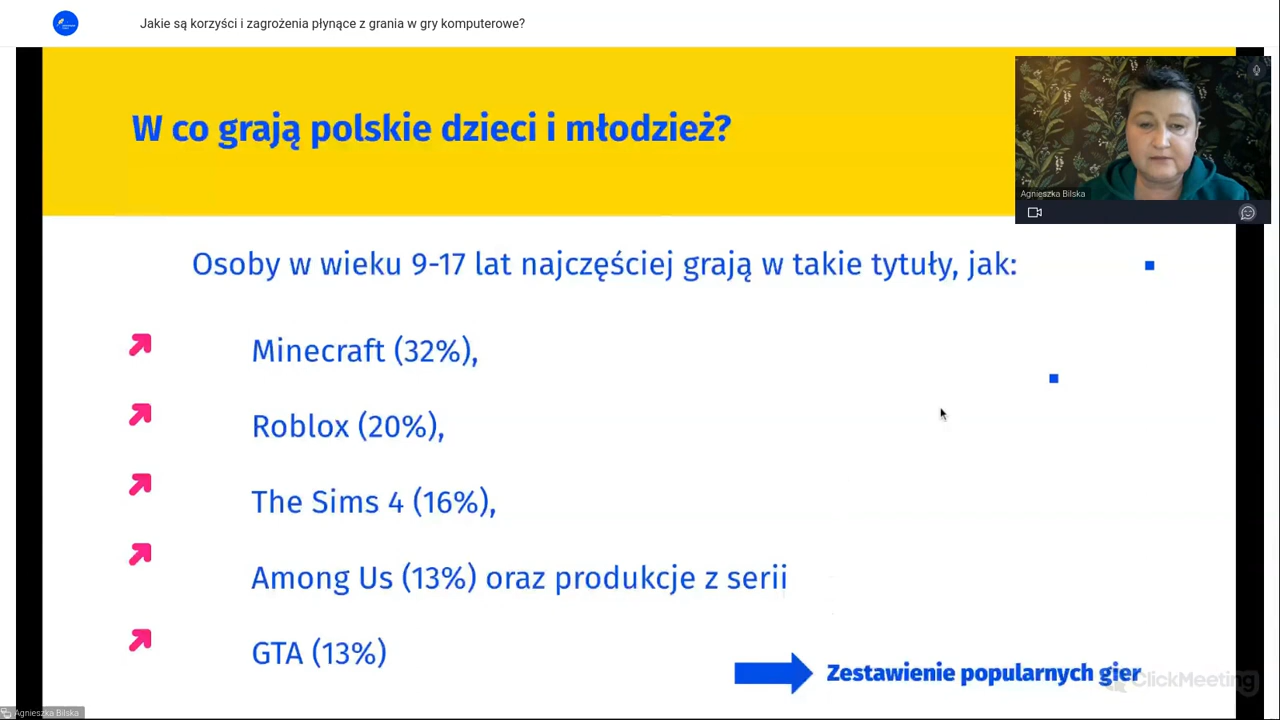 Jakie są korzyści i zagrożenia płynące z grania w gry komputerowe?
W co grają polskie dzieci i młodzież?
Agnieszka Bilska
Osoby w wieku 9-17 lat najczęściej grają w takie tytuły, jak:
Minecraft (32%),
Roblox (20%),
The Sims 4 (16%),
Among Us (13%) oraz produkcje z serii
GTA (13%)
Zestawienie popularnych gier
ClickMeeting
Agnieszka Bilska